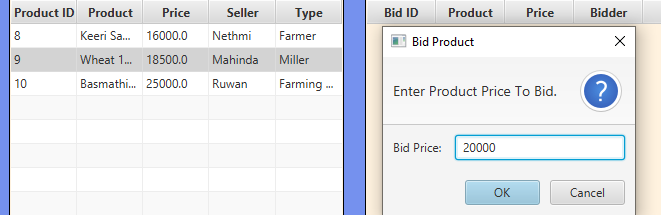 Product ID Product Price Seller Type
8 Keeri Sa... 16000.0 Nethmi Farmer
9 Wheat 1... 18500.0 Mahinda Miller
10 Basmathi... 25000.0 Ruwan Farming ...
Bid ID Product Price Bidder
Bid Product
Enter Product Price To Bid.
?
Bid Price: 20000
OK Cancel